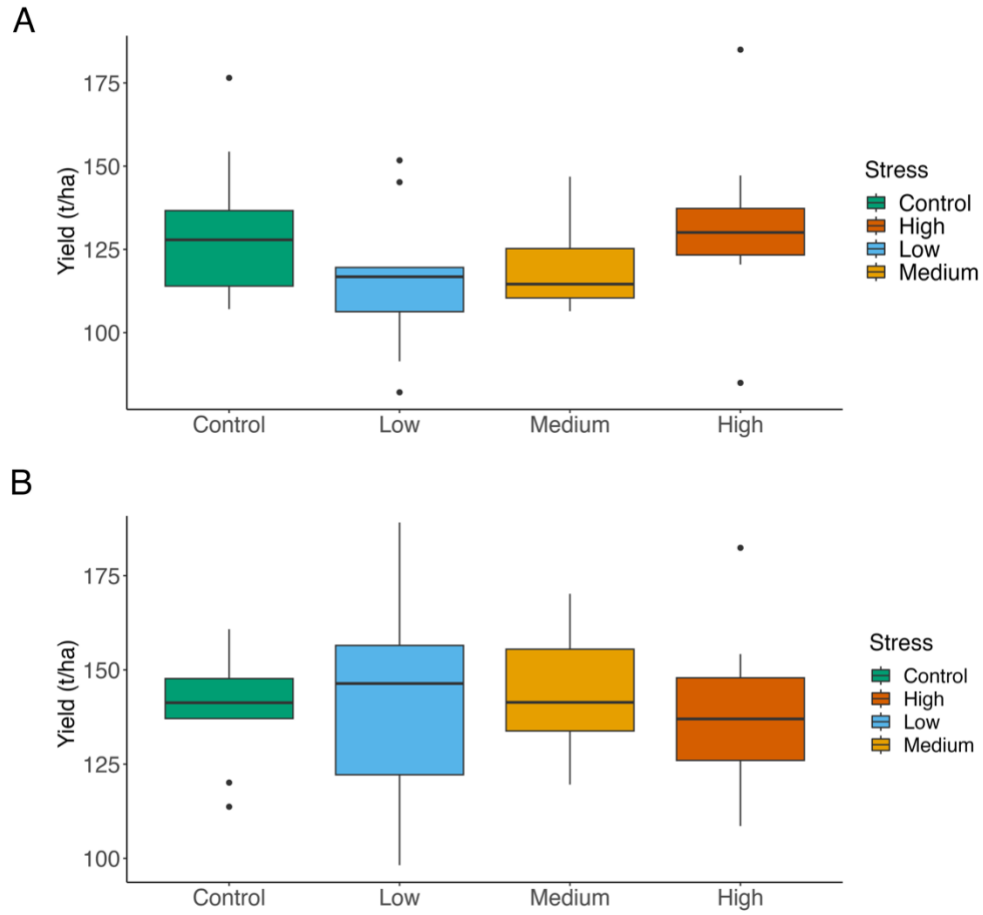 A
Yield (t/ha)
175
150
125
100
Control Low Medium High
Stress
Control
High
Low
Medium
B
Yield (t/ha)
175
150
125
100
Control Low Medium High
Stress
Control
High
Low
Medium